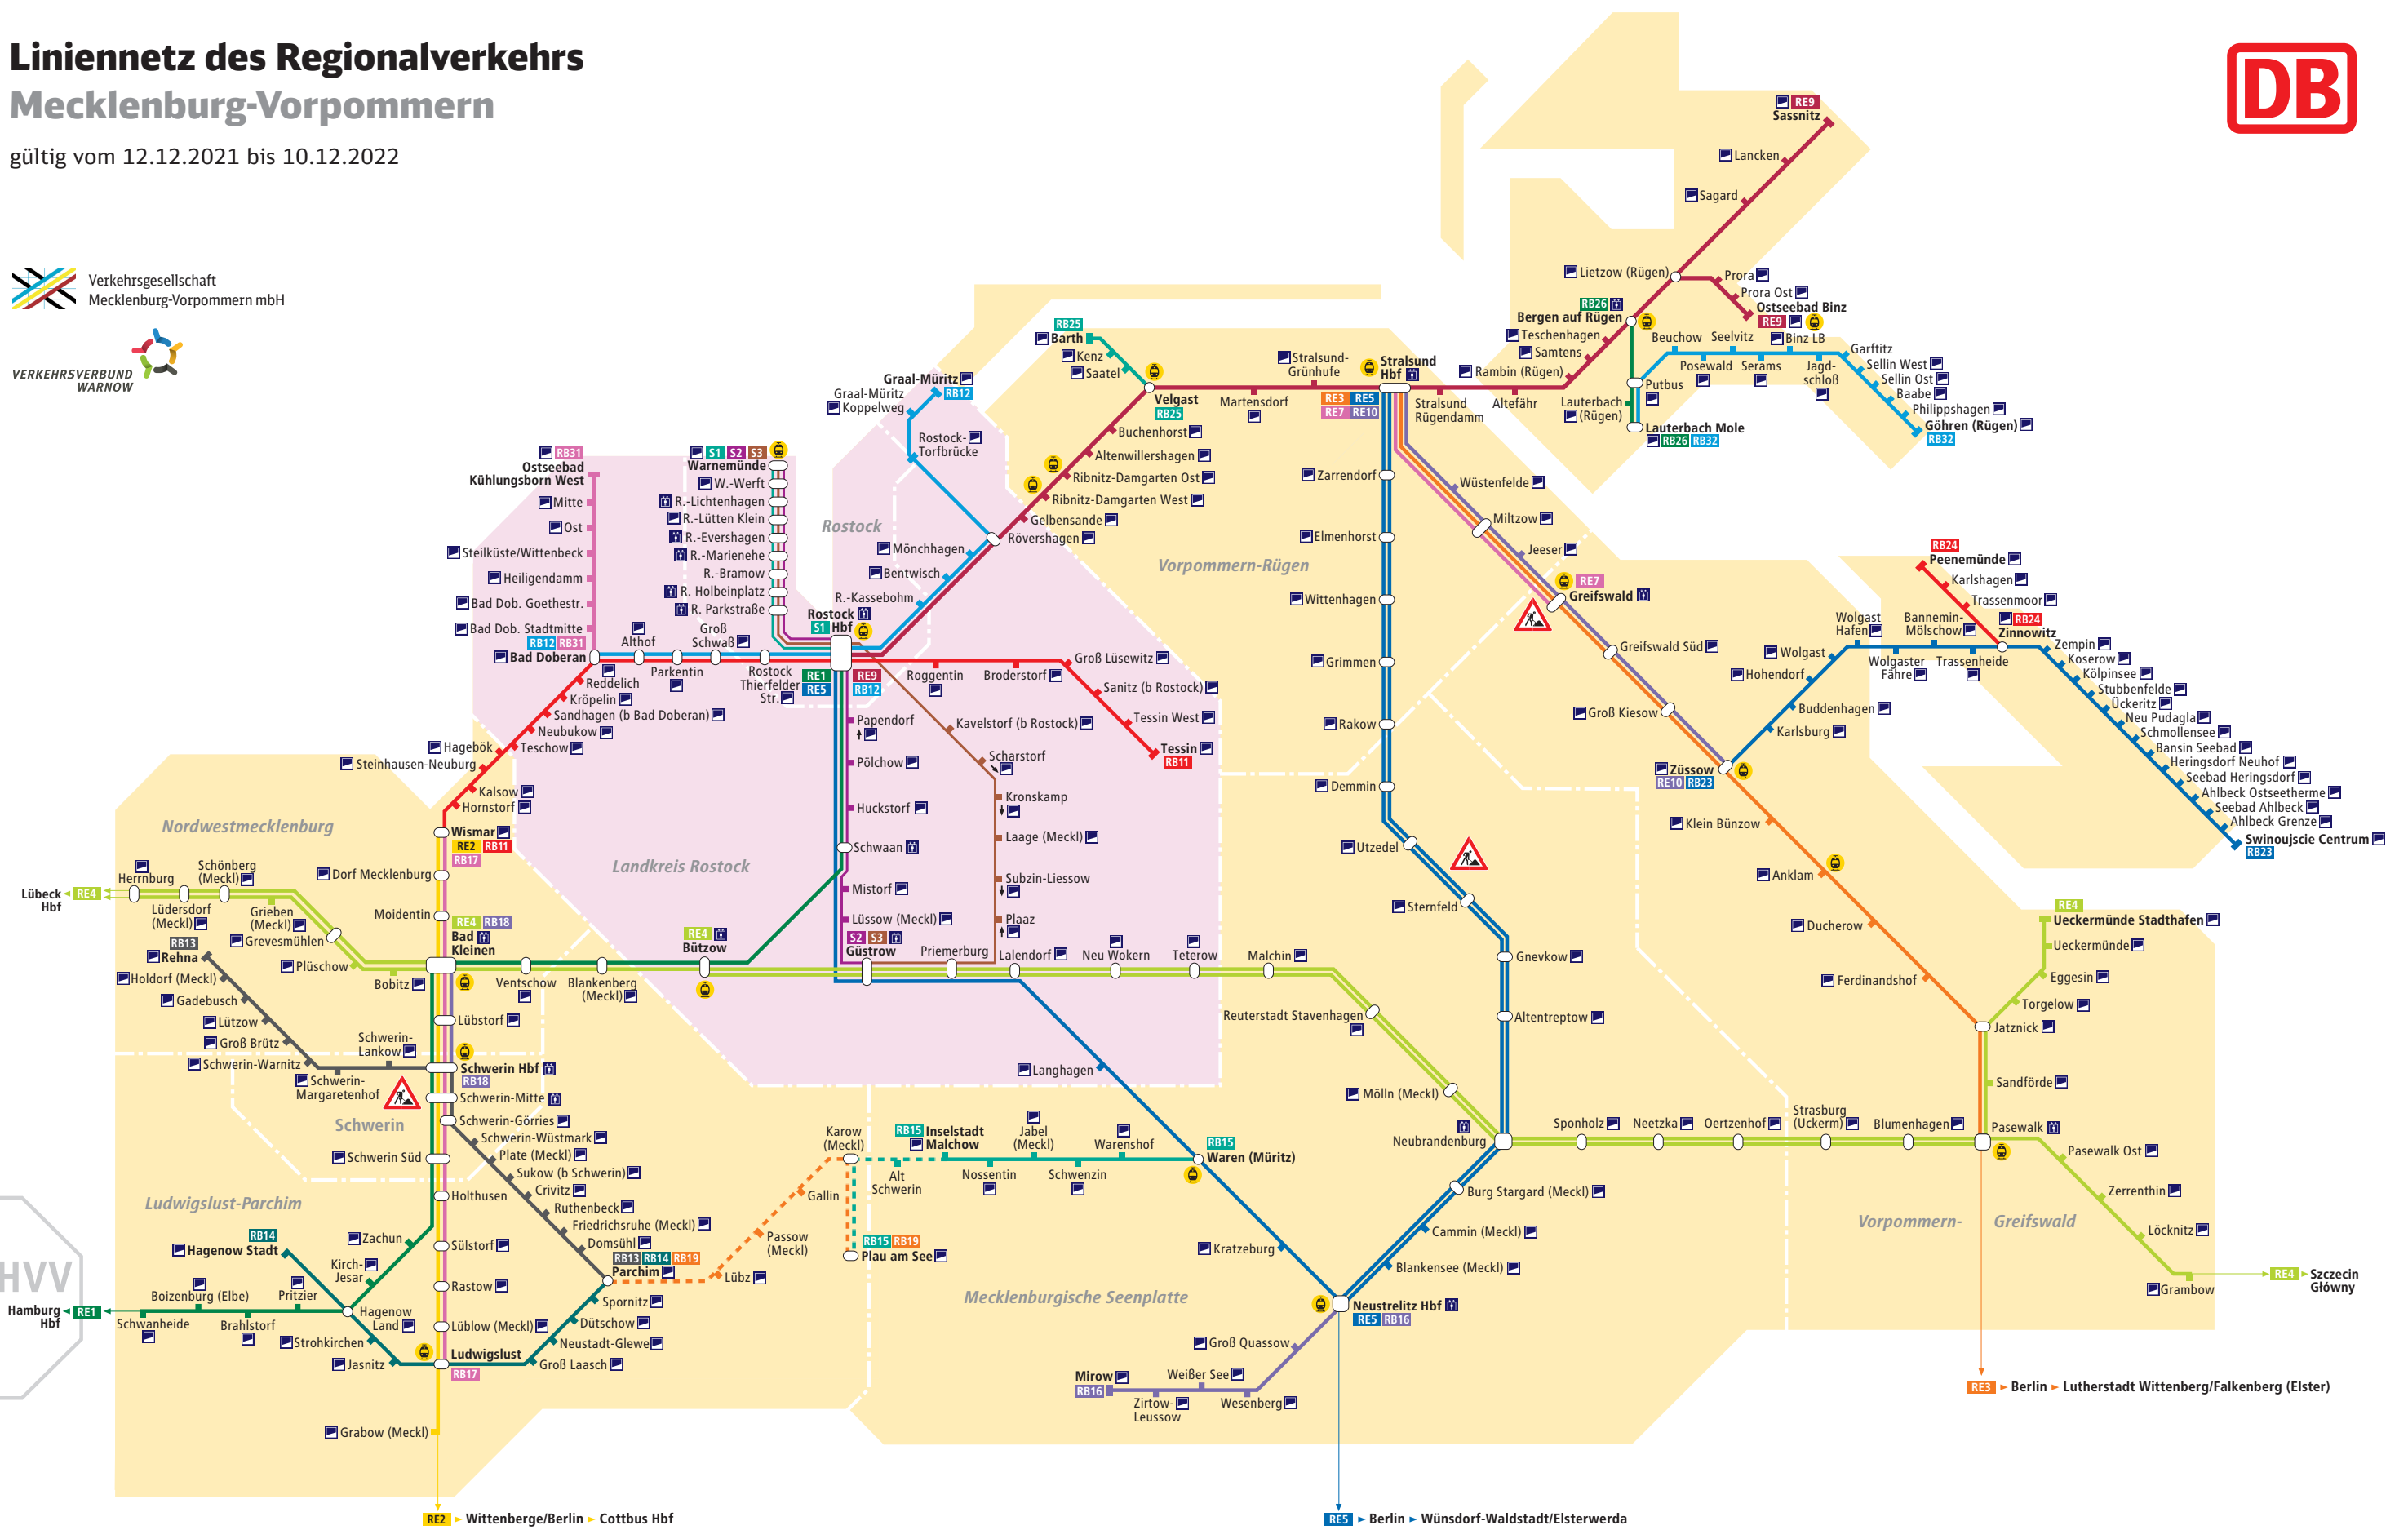 Liniennetz des Regionalverkehrs
Mecklenburg-Vorpommern
gültig vom 12.12.2021 bis 10.12.2022
DB
Verkehrsgesellschaft
Mecklenburg-Vorpommern mbH
VERKEHRSVERBUND
WARNOW
RE9
Sassnitz
Lancken
Sagard
Lietzow (Rügen)
Prora
Prora Ost
Ostseebad Binz
RE9
RB26
Bergen auf Rügen
Teschenhagen
Samtens
Rambin (Rügen)
Altefähr
Stralsund
Rügendamm
Beuchow
Seelvitz
Binz LB
Garftitz
Posewald
Serams
Jagd-
schloß
Sellin West
Sellin Ost
Baabe
Philippshagen
Göhren (Rügen)
RB32
Putbus
Lauterbach
(Rügen)
Lauterbach Mole
RB26 RB32
Stralsund
Hbf
RE3 RE5
RE7 RE10
Stralsund-
Grünhufe
Martensdorf
RB25
Barth
Kenz
Saatel
Velgast
RB25
Buchenhorst
Altenwillershagen
Ribnitz-Damgarten Ost
Ribnitz-Damgarten West
Gelbensande
Rövershagen
Graal-Müritz
RB12
Graal-Müritz
Koppelweg
Rostock-
Torfbrücke
Mönchhagen
Bentwisch
R.-Kassebohm
Rostock
RB31
Ostseebad
Kühlungsborn West
Mitte
Ost
Steilküste/Wittenbeck
Heiligendamm
Bad Dob. Goethestr.
Bad Dob. Stadtmitte
RB12 RB31
Bad Doberan
S1 S2 S3
Warnemünde
W.-Werft
R.-Lichtenhagen
R.-Lütten Klein
R.-Evershagen
R.-Marienehe
R.-Bramow
R. Holbeinplatz
R. Parkstraße
Rostock
S1 Hbf
RE1 RE9
RE5 RB12
Althof
Parkentin
Groß
Schwaß
Rostock
Thierfelder
Str.
Roggentin
Broderstorf
Groß Lüsewitz
Sanitz (b Rostock)
Tessin West
Tessin
RB11
Reddelich
Kröpelin
Sandhagen (b Bad Doberan)
Neubukow
Teschow
Hagebök
Steinhausen-Neuburg
Kalsow
Hornstorf
Wismar
RE2 RB11
RB17
Dorf Mecklenburg
Moidentin
RE4 RB18
Bad
Kleinen
Nordwestmecklenburg
Landkreis Rostock
Vorpommern-Rügen
Papendorf
Pölchow
Huckstorf
Schwaan
Mistorf
Lüssow (Meckl)
S2 S3
Güstrow
Kavelstorf (b Rostock)
Scharstorf
Kronskamp
Laage (Meckl)
Subzin-Liessow
Plaaz
Priemerburg
Lalendorf
Neu Wokern
Teterow
Malchin
Reuterstadt Stavenhagen
Mölln (Meckl)
Neubrandenburg
Zarrendorf
Elmenhorst
Wittenhagen
Grimmen
Rakow
Demmin
Utzedel
Sternfeld
Gnevkow
Altentreptow
Wüstenfelde
Miltzow
Jeeser
RE7
Greifswald
Greifswald Süd
Groß Kiesow
Züssow
RE10 RB23
Klein Bünzow
Anklam
Ducherow
Ferdinandshof
RB24
Peenemünde
Karlshagen
Trassenmoor
RB24
Zinnowitz
Wolgast
Hafen
Bannemin-
Mölschow
Wolgast
Wolgaster
Fähre
Trassenheide
Hohendorf
Buddenhagen
Karlsburg
Zempin
Koserow
Kölpinsee
Stubbenfelde
Ückeritz
Neu Pudagla
Schmollensee
Bansin Seebad
Heringsdorf Neuhof
Seebad Heringsdorf
Ahlbeck Ostseetherme
Seebad Ahlbeck
Ahlbeck Grenze
Swinoujscie Centrum
RB23
RE4
Ueckermünde Stadthafen
Ueckermünde
Eggesin
Torgelow
Jatznick
Sandförde
Pasewalk
Pasewalk Ost
Zerrenthin
Löcknitz
Grambow
RE4
Szczecin
Główny
Sponholz
Neetzka
Oertzenhof
Strasburg
(Uckerm)
Blumenhagen
Vorpommern-
Greifswald
RE3 Berlin Lutherstadt Wittenberg/Falkenberg (Elster)
Lübeck
Hbf
RE4
Herrnburg
Lüdersdorf
(Meckl)
Schönberg
(Meckl)
Grieben
(Meckl)
Grevesmühlen
Plüschow
Bobitz
Ventschow
Blankenberg
(Meckl)
RE4
Bützow
RB13
Rehna
Holdorf (Meckl)
Gadebusch
Lützow
Groß Brütz
Schwerin-Warnitz
Schwerin-
Margaretenhof
Schwerin-
Lankow
Lübstorf
Schwerin Hbf
RB18
Schwerin-Mitte
Schwerin
Schwerin-Görries
Schwerin-Wüstmark
Plate (Meckl)
Sukow (b Schwerin)
Crivitz
Ruthenbeck
Friedrichsruhe (Meckl)
Domsühl
RB13 RB14 RB19
Parchim
Schwerin Süd
Holthusen
Sülstorf
Rastow
Lüblow (Meckl)
Ludwigslust
RB17
Grabow (Meckl)
Ludwigslust-Parchim
RB14
Hagenow Stadt
Zachun
Kirch-
Jesar
Hagenow
Land
Strohkirchen
Jasnitz
Boizenburg (Elbe)
Pritzier
Schwanheide
Brahlstorf
HVV
Hamburg
Hbf
RE1
Spornitz
Dütschow
Neustadt-Glewe
Groß Laasch
Lübz
Passow
(Meckl)
Gallin
Karow
(Meckl)
RB15 RB19
Plau am See
Alt
Schwerin
RB15 Inselstadt
Malchow
Nossentin
Jabel
(Meckl)
Schwenzin
Warenshof
RB15
Waren (Müritz)
Langhagen
Kratzeburg
Mecklenburgische Seenplatte
Burg Stargard (Meckl)
Cammin (Meckl)
Blankensee (Meckl)
Neustrelitz Hbf
RE5 RB16
Groß Quassow
Wesenberg
Weißer See
Zirtow-
Leussow
Mirow
RB16
RE2 Wittenberge/Berlin Cottbus Hbf
RE5 Berlin Wünsdorf-Waldstadt/Elsterwerda